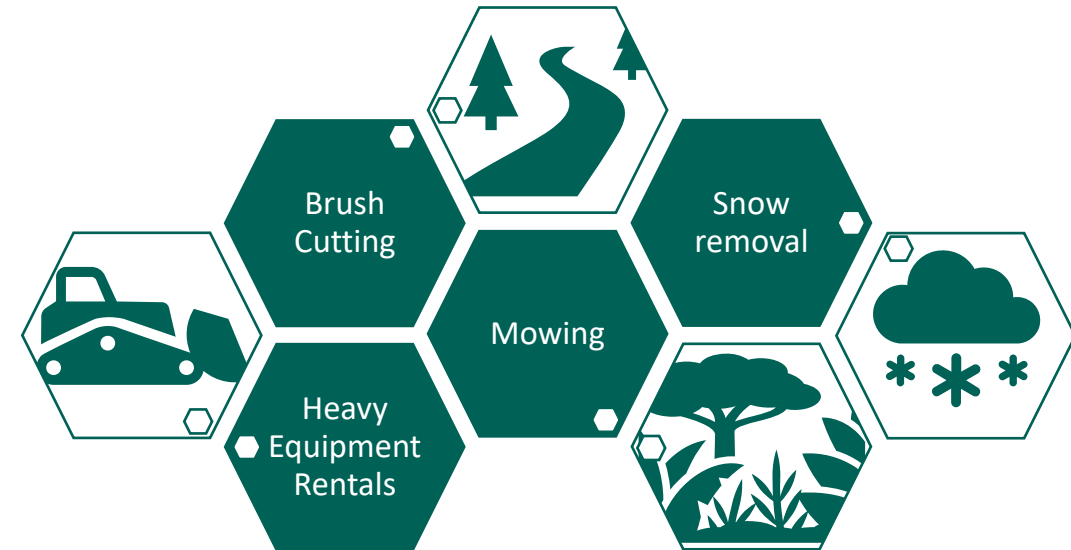 Brush
Cutting
Snow
removal
Mowing
Heavy
Equipment
Rentals